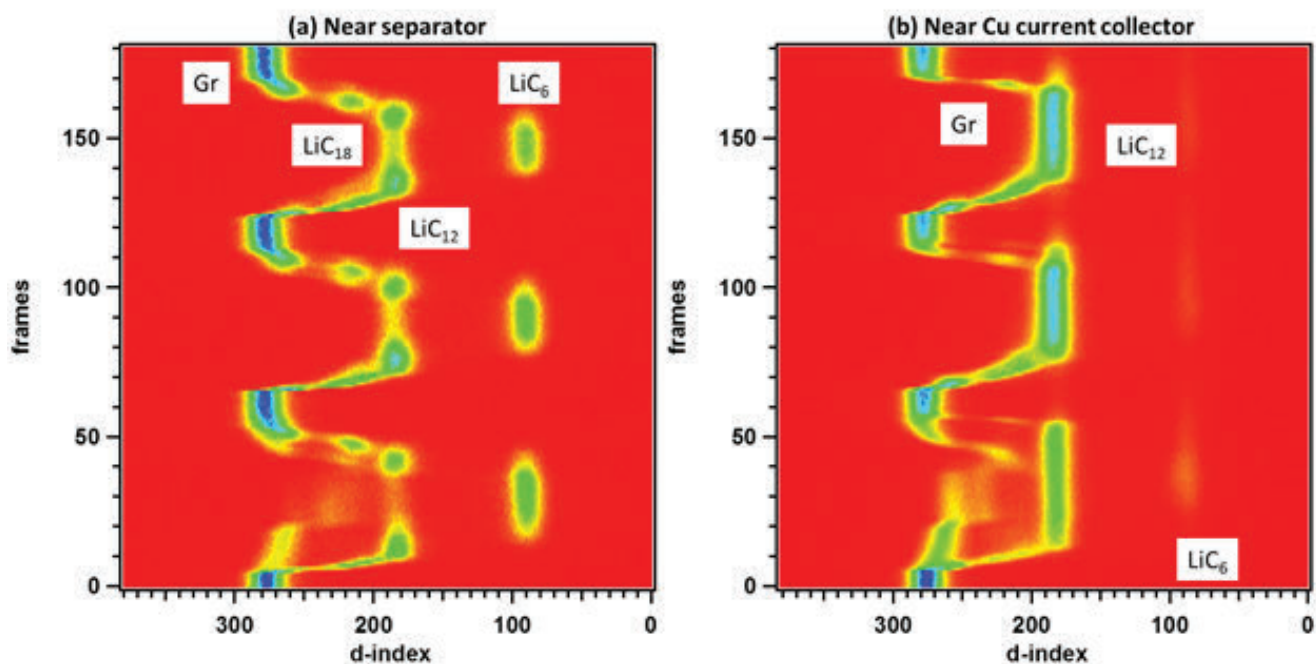 (a) Near separator
Gr
LiC6
LiC18
LiC12
frames
150
100
50
0
300
200
100
0
d-index
(b) Near Cu current collector
Gr
LiC12
LiC6
frames
150
100
50
0
300
200
100
0
d-index